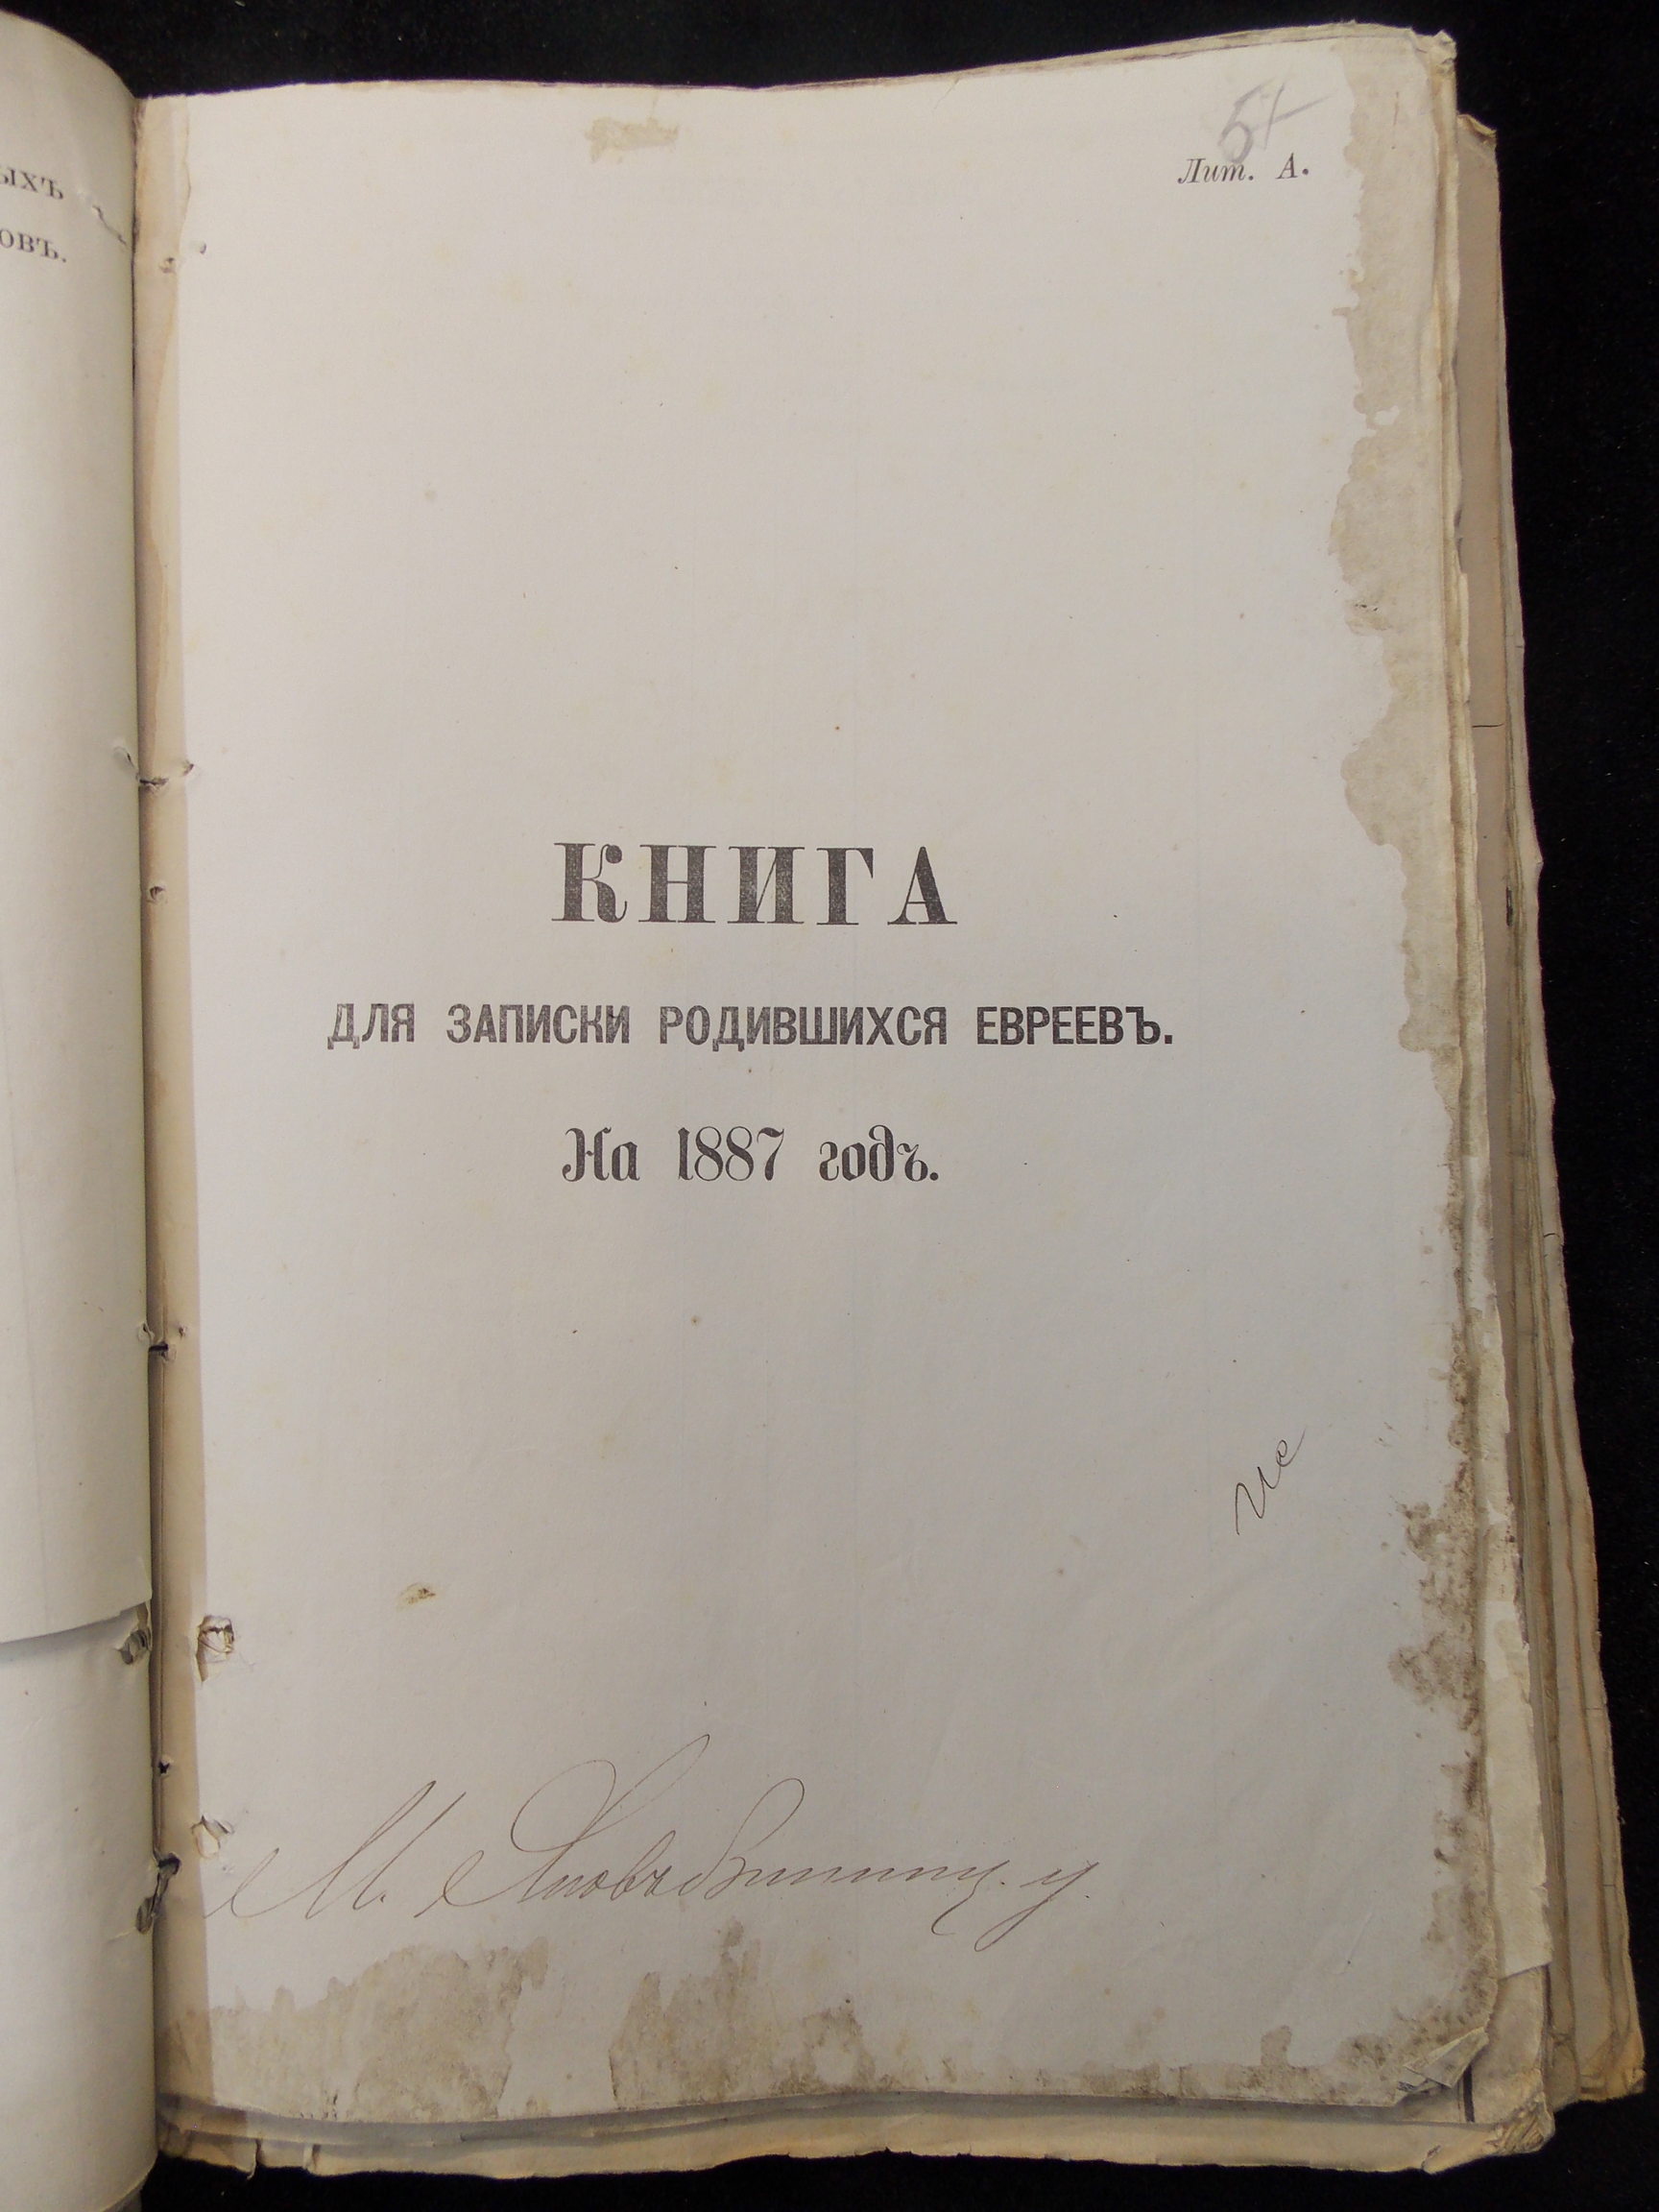 ыхъ
овъ.
Лит. А.
КНИГА
ДЛЯ ЗАПИСКИ РОДИВШИХСЯ ЕВРЕЕВЪ.
На 1887 годъ.
М.